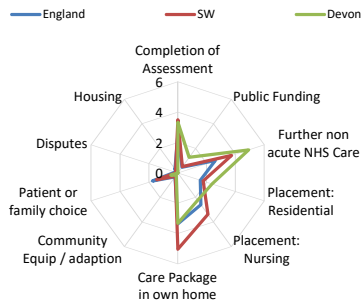 England
SW
Devon
Completion of
Assessment
Public Funding
Further non
acute NHS Care
Placement:
Residential
Placement:
Nursing
Care Package
in own home
Community
Equip / adaption
Patient or
family choice
Disputes
Housing
6
4
2
0